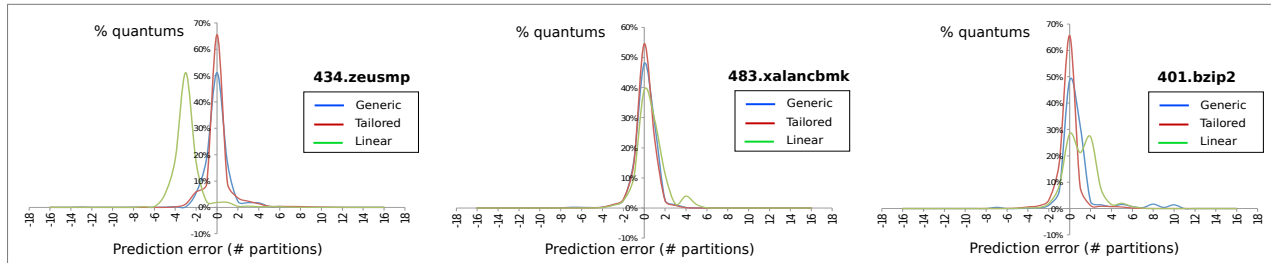 % quantums
70%
60%
50%
40%
30%
20%
10%
0%
-10%
-18 -16 -14 -12 -10 -8 -6 -4 -2 0 2 4 6 8 10 12 14 16 18
434.zeusmp
Generic
Tailored
Linear
Prediction error (# partitions)
% quantums
60%
50%
40%
30%
20%
10%
0%
-10%
-18 -16 -14 -12 -10 -8 -6 -4 -2 0 2 4 6 8 10 12 14 16 18
483.xalancbmk
Generic
Tailored
Linear
Prediction error (# partitions)
% quantums
70%
60%
50%
40%
30%
20%
10%
0%
-10%
-18 -16 -14 -12 -10 -8 -6 -4 -2 0 2 4 6 8 10 12 14 16 18
401.bzip2
Generic
Tailored
Linear
Prediction error (# partitions)